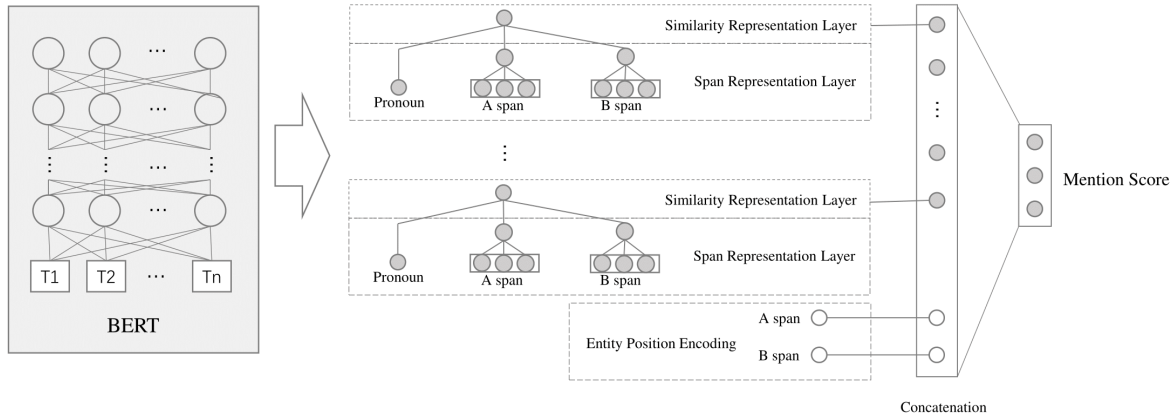 T1 T2 ... Tn
BERT
Similarity Representation Layer
Span Representation Layer
Pronoun A span B span
...
Similarity Representation Layer
Span Representation Layer
Pronoun A span B span
Entity Position Encoding
A span
B span
Concatenation
Mention Score